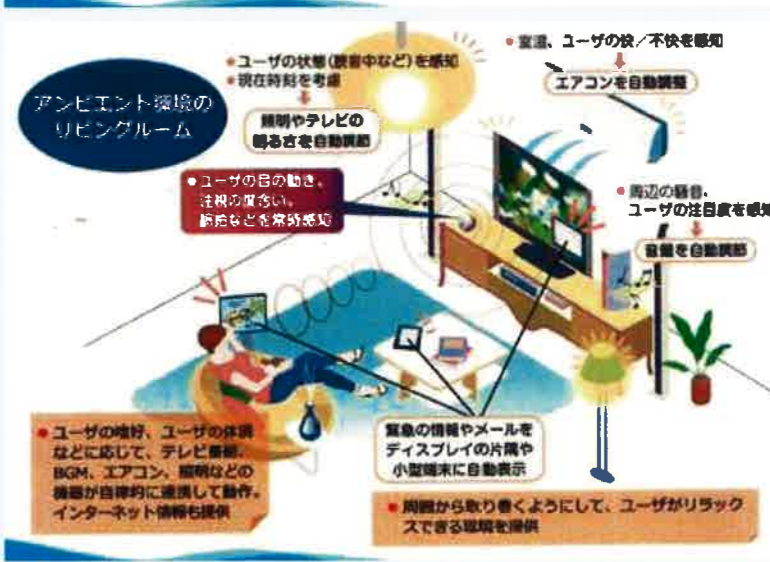 アンビエント環境の
リビングルーム
● ユーザの状態(読書中など)を感知
● 現在時刻を考慮
照明やテレビの
明るさを自動調節
● 室温、ユーザの快/不快を感知
エアコンを自動調整
● ユーザの目の動き、
注視の度合い、
脈拍などを常時感知
● 周辺の騒音、
ユーザの注目度を感知
音量を自動調節
● ユーザの嗜好、ユーザの体調
などに応じて、テレビ番組、
BGM、エアコン、照明などの
機器が自律的に連携して動作。
インターネット情報も提供
緊急の情報やメールを
ディスプレイの片隅や
小型端末に自動表示
● 周囲から取り巻くようにして、ユーザがリラック
スできる環境を提供